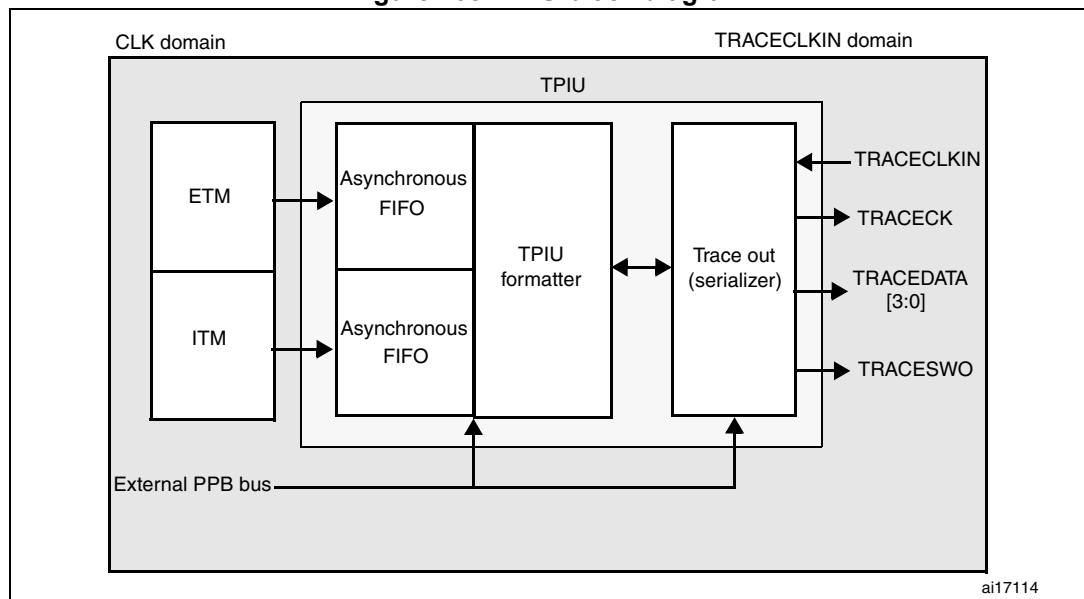 CLK domain
TRACECLKIN domain
TPIU
ETM
Asynchronous
FIFO
TPIU
formatter
Trace out
(serializer)
TRACECLKIN
TRACECK
TRACEDATA
[3:0]
ITM
Asynchronous
FIFO
TRACESWO
External PPB bus
ai17114